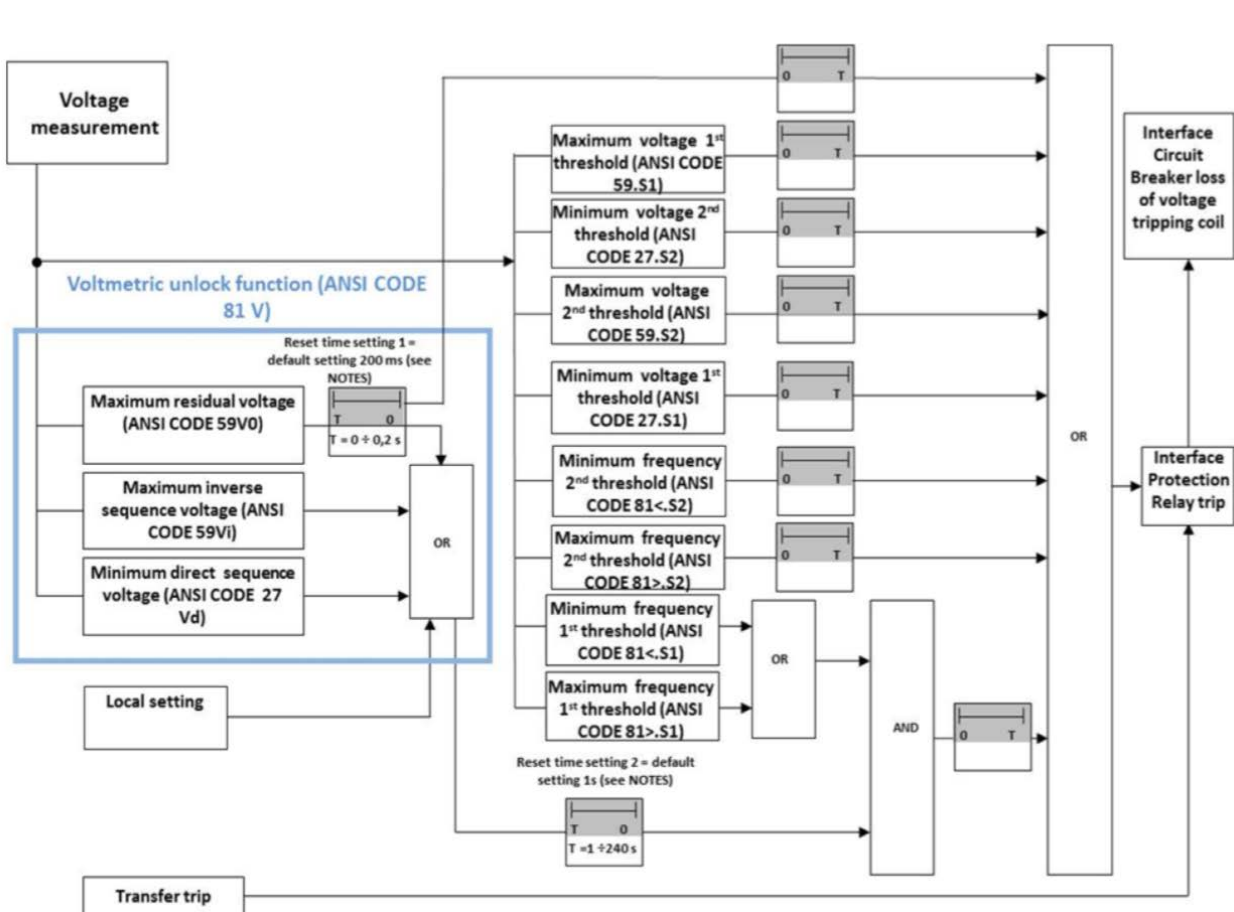 Voltage
measurement
Voltmetric unlock function (ANSI CODE
81 V)
Reset time setting 1 =
default setting 200 ms (see
NOTES)
T 0
T = 0 ÷ 0,2 s
Maximum residual voltage
(ANSI CODE 59V0)
Maximum inverse
sequence voltage (ANSI
CODE 59Vi)
Minimum direct sequence
voltage (ANSI CODE 27
Vd)
OR
Local setting
Transfer trip
0 T
Maximum voltage 1st
threshold (ANSI CODE
59.S1)
0 T
Minimum voltage 2nd
threshold (ANSI
CODE 27.S2)
0 T
Maximum voltage
2nd threshold (ANSI
CODE 59.S2)
0 T
Minimum voltage 1st
threshold (ANSI
CODE 27.S1)
0 T
Minimum frequency
2nd threshold (ANSI
CODE 81<.S2)
0 T
Maximum frequency
2nd threshold (ANSI
CODE 81>.S2)
0 T
Minimum frequency
1st threshold (ANSI
CODE 81<.S1)
Maximum frequency
1st threshold (ANSI
CODE 81>.S1)
OR
Reset time setting 2 = default
setting 1s (see NOTES)
T 0
T =1 ÷240 s
AND
0 T
OR
Interface
Circuit
Breaker loss
of voltage
tripping coil
Interface
Protection
Relay trip